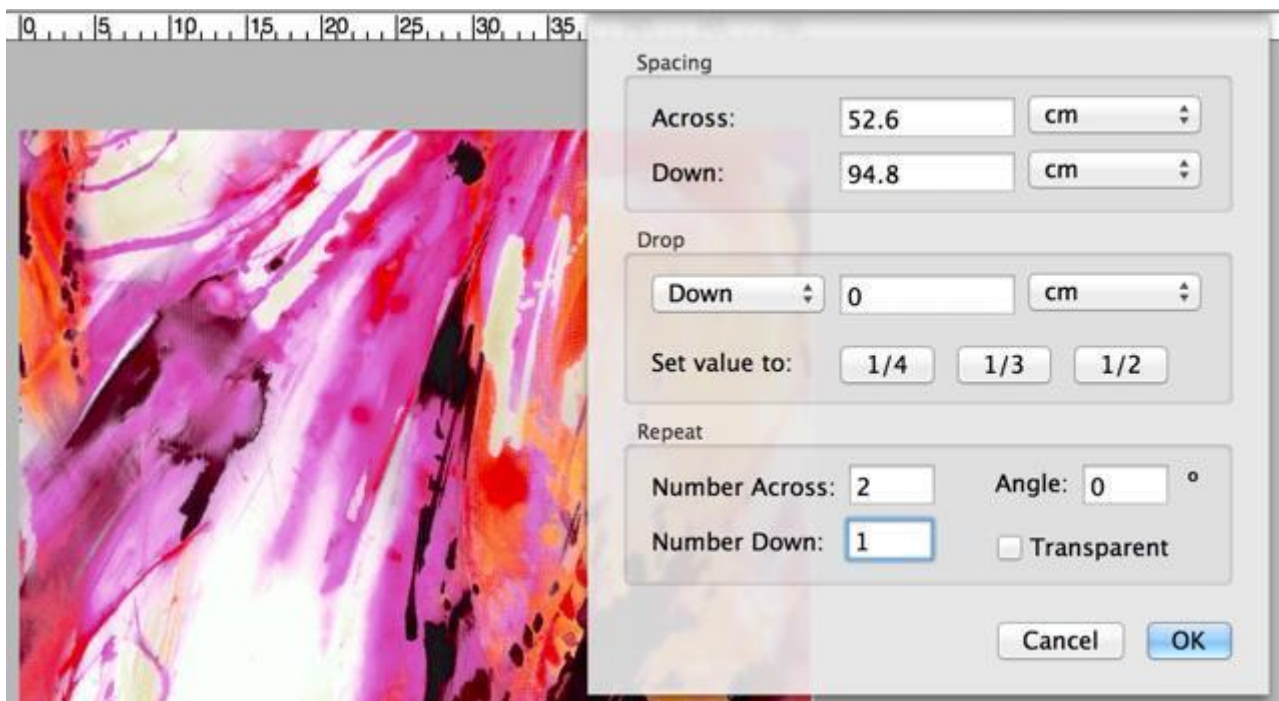 0 5 10 15 20 25 30 35
Spacing
Across: 52.6 cm
Down: 94.8 cm
Drop
Down 0 cm
Set value to: 1/4 1/3 1/2
Repeat
Number Across: 2 Angle: 0 °
Number Down: 1 Transparent
Cancel OK